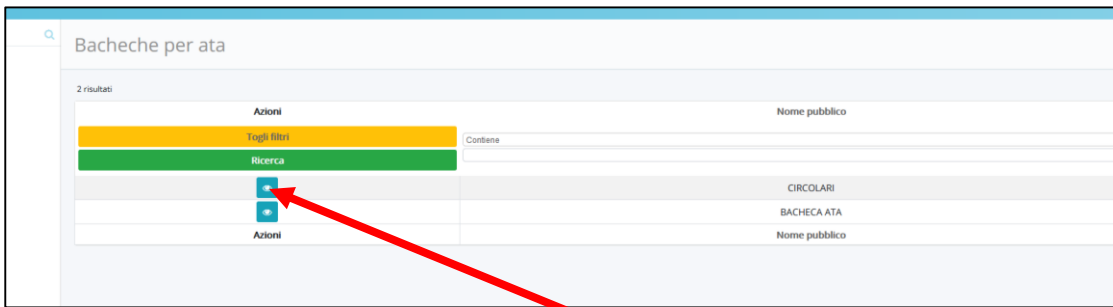 Bacheche per ata
2 risultati
Azioni Nome pubblico
Togli filtri Contiene
Ricerca
CIRCOLARI
BACHECA ATA
Azioni Nome pubblico